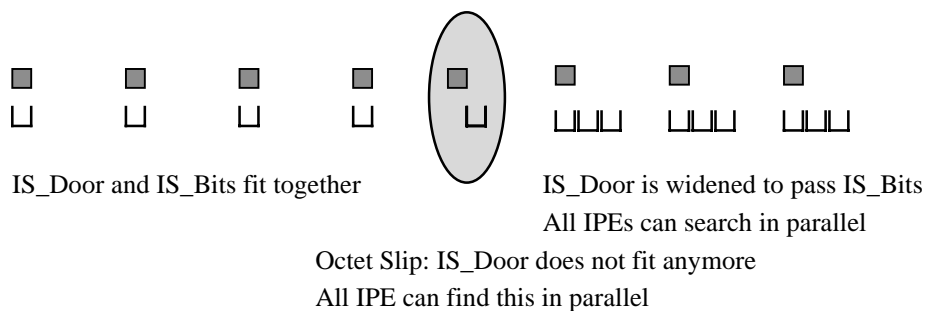 IS_Door and IS_Bits fit together
IS_Door is widened to pass IS_Bits
All IPEs can search in parallel
Octet Slip: IS_Door does not fit anymore
All IPE can find this in parallel